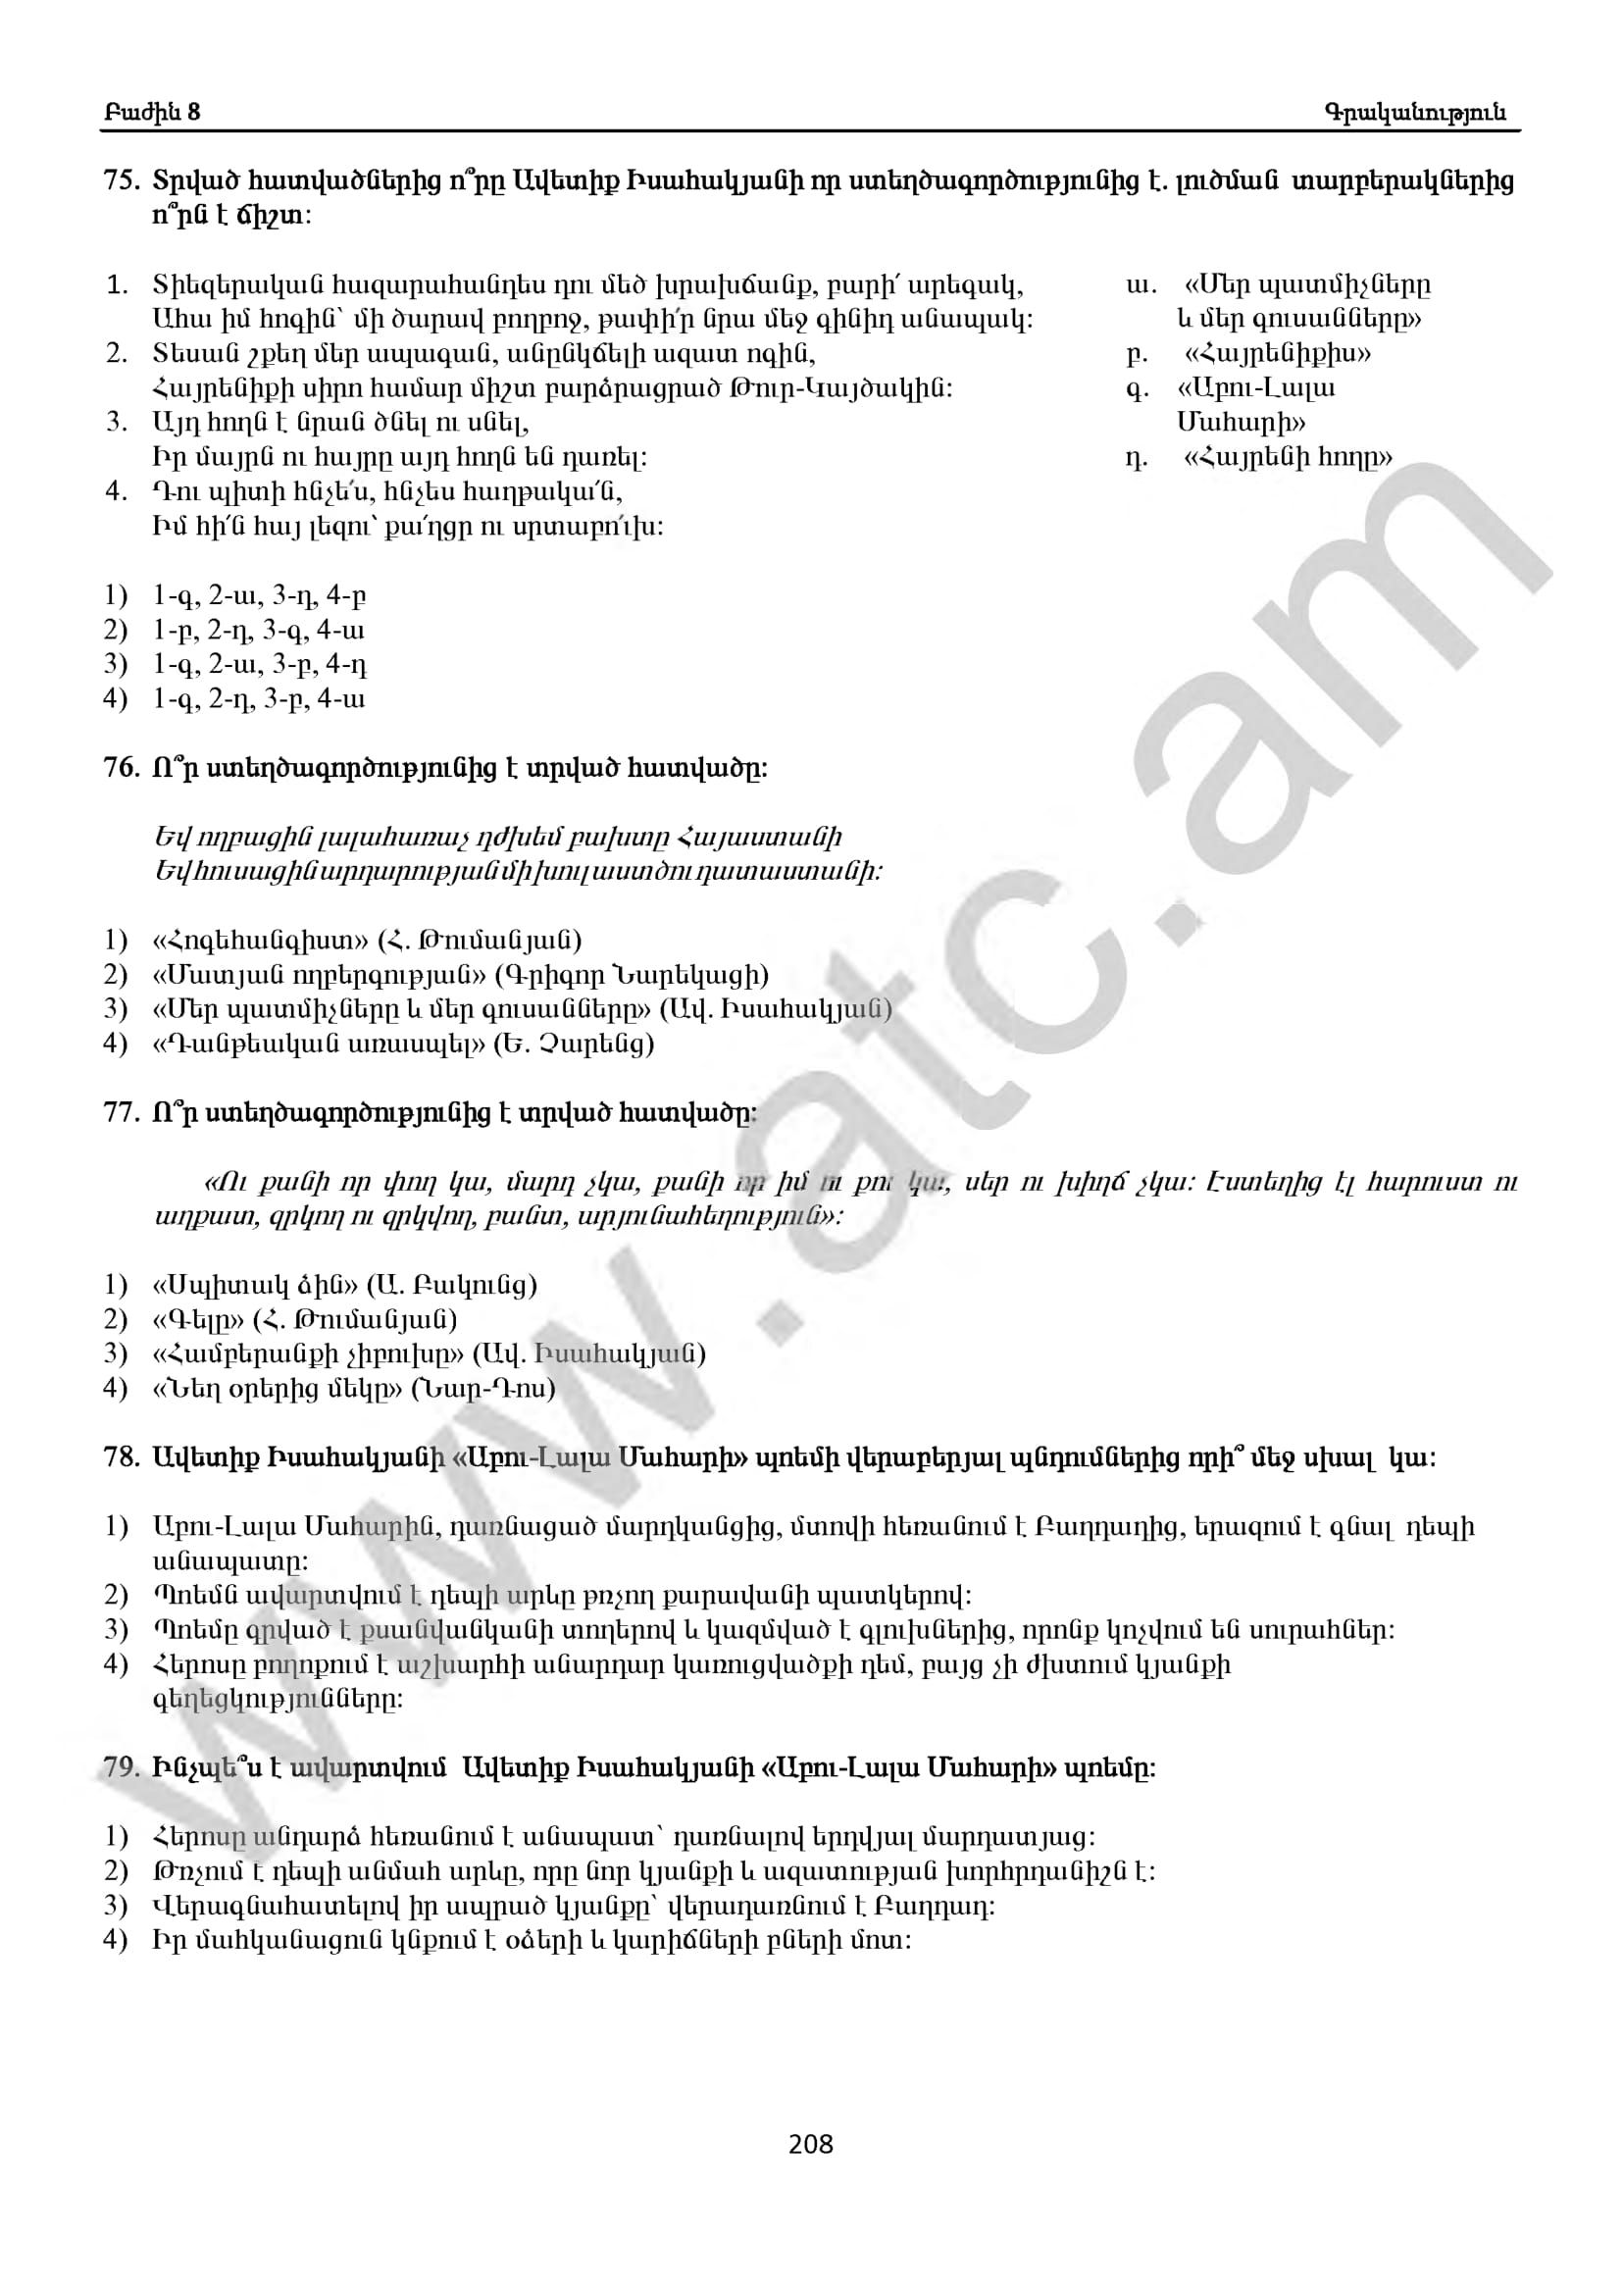 Բաժին 8 Գրականություն
75. Տրված հատվածներից ո՞րը Ավետիք Իսահակյանի որ ստեղծագործությունից է. լուծման տարբերակներից
ո՞րն է ճիշտ:
1. Տիեզերական հազարահանդես դու մեծ խրախճանք, բարի՛ արեգակ, ա. «Մեր պատմիչները
Ահա իմ հոգին՝ մի ծարավ բողբոջ, թափի՛ր նրա մեջ գինիդ անապակ: և մեր գուսանները»
2. Տեսան շքեղ մեր ապագան, անընկճելի ազատ ոգին, բ. «Հայրենիքիս»
Հայրենիքի սիրո համար միշտ բարձրացրած Թուր-Կայծակին: գ. «Աբու-Լալա
3. Այդ հողն է նրան ծնել ու սնել, Մահարի»
Իր մայրն ու հայրը այդ հողն են դառել: դ. «Հայրենի հողը»
4. Դու պիտի հնչե՛ս, հնչես հաղթակա՛ն,
Իմ հի՛ն հայ լեզու՝ քա՛ղցր ու սրտաբո՛ւխ:
1) 1-գ, 2-ա, 3-դ, 4-բ
2) 1-բ, 2-դ, 3-գ, 4-ա
3) 1-գ, 2-ա, 3-բ, 4-դ
4) 1-գ, 2-դ, 3-բ, 4-ա
76. Ո՞ր ստեղծագործությունից է տրված հատվածը:
Եվ ողբացին լալահառաչ դժխեմ բախտը Հայաստանի
Եվ հուսացին արդարության մի խուլ աստծու դատաստանի:
1) «Հոգեհանգիստ» (Հ. Թումանյան)
2) «Մատյան ողբերգության» (Գրիգոր Նարեկացի)
3) «Մեր պատմիչները և մեր գուսանները» (Ավ. Իսահակյան)
4) «Դանթեական առասպել» (Ե. Չարենց)
77. Ո՞ր ստեղծագործությունից է տրված հատվածը:
«Ու քանի որ փող կա, մարդ չկա, քանի որ իմ ու քու կա, սեր ու խիղճ չկա: Էստեղից էլ հարուստ ու
աղքատ, զրկող ու զրկվող, բանտ, արյունահեղություն»:
1) «Սպիտակ ձին» (Ա. Բակունց)
2) «Գելը» (Հ. Թումանյան)
3) «Համբերանքի չիբուխը» (Ավ. Իսահակյան)
4) «Նեղ օրերից մեկը» (Նար-Դոս)
78. Ավետիք Իսահակյանի «Աբու-Լալա Մահարի» պոեմի վերաբերյալ պնդումներից որի՞ մեջ սխալ կա:
1) Աբու-Լալա Մահարին, դառնացած մարդկանցից, մտովի հեռանում է Բաղդադից, երազում է գնալ դեպի
անապատը:
2) Պոեմն ավարտվում է դեպի արևը թռչող քարավանի պատկերով:
3) Պոեմը գրված է քսանվանկանի տողերով և կազմված է գլուխներից, որոնք կոչվում են սուրահներ:
4) Հերոսը բողոքում է աշխարհի անարդար կառուցվածքի դեմ, բայց չի ժխտում կյանքի
գեղեցկությունները:
79. Ինչպե՞ս է ավարտվում Ավետիք Իսահակյանի «Աբու-Լալա Մահարի» պոեմը:
1) Հերոսը անդարձ հեռանում է անապատ՝ դառնալով երդվյալ մարդատյաց:
2) Թռչում է դեպի անմահ արևը, որը նոր կյանքի և ազատության խորհրդանիշն է:
3) Վերագնահատելով իր ապրած կյանքը՝ վերադառնում է Բաղդադ:
4) Իր մահկանացուն կնքում է օձերի և կարիճների բների մոտ:
208
www.atc.am